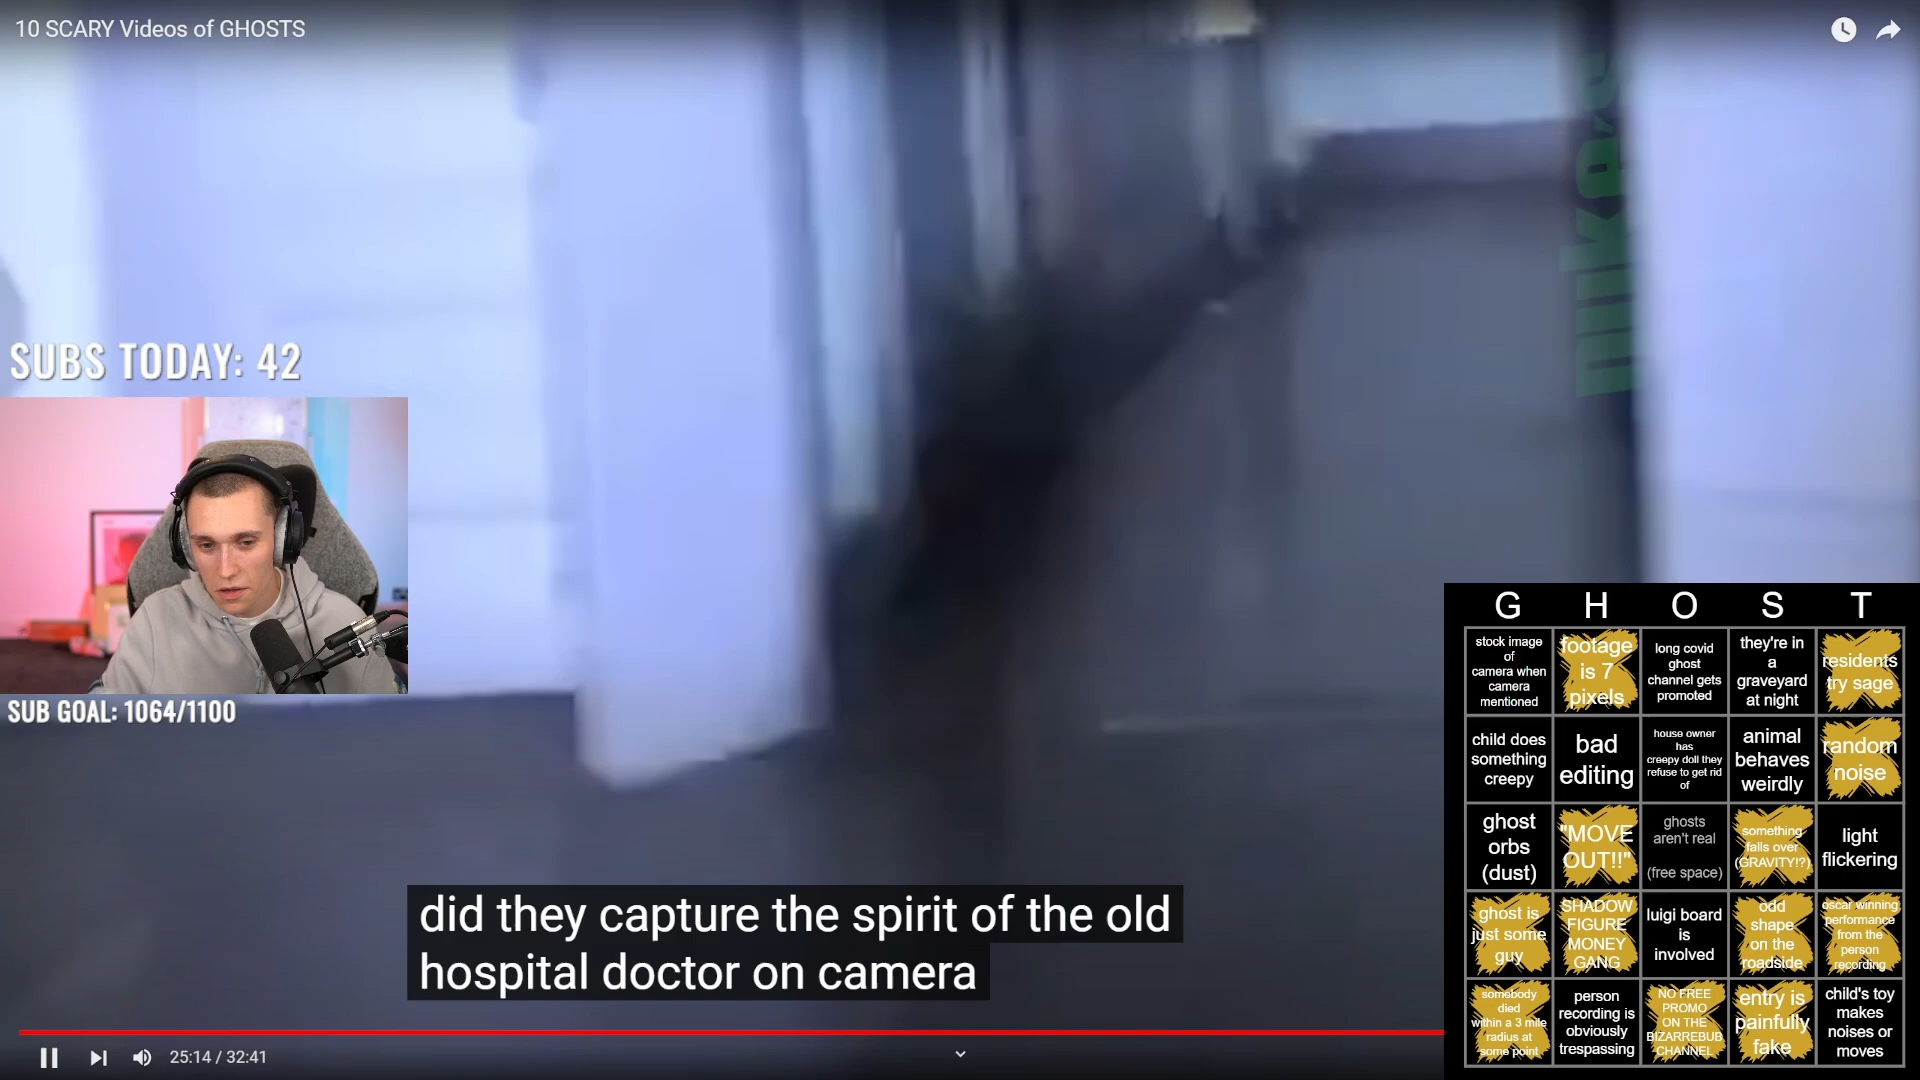 10 SCARY Videos of GHOSTS
nukes
SUBS TODAY: 42
SUB GOAL: 1064/1100
did they capture the spirit of the old
hospital doctor on camera
25:14 / 32:41
G H O S T
stock image
of
camera when
camera
mentioned
footage
is 7
pixels
long covid
ghost
channel gets
promoted
they're in
a
graveyard
at night
residents
try sage
child does
something
creepy
bad
editing
house owner
has
creepy doll they
refuse to get rid
of
animal
behaves
weirdly
random
noise
ghost
orbs
(dust)
"MOVE
OUT!!"
ghosts
aren't real
(free space)
something
falls over
(GRAVITY!?)
light
flickering
ghost is
just some
guy
SHADOW
FIGURE
MONEY
GANG
luigi board
is
involved
odd
shape
on the
roadside
oscar winning
performance
from the
person
recording
somebody
died
within a 3 mile
radius at
some point
person
recording is
obviously
trespassing
NO FREE
PROMO
ON THE
BIZARREBUB
CHANNEL
entry is
painfully
fake
child's toy
makes
noises or
moves